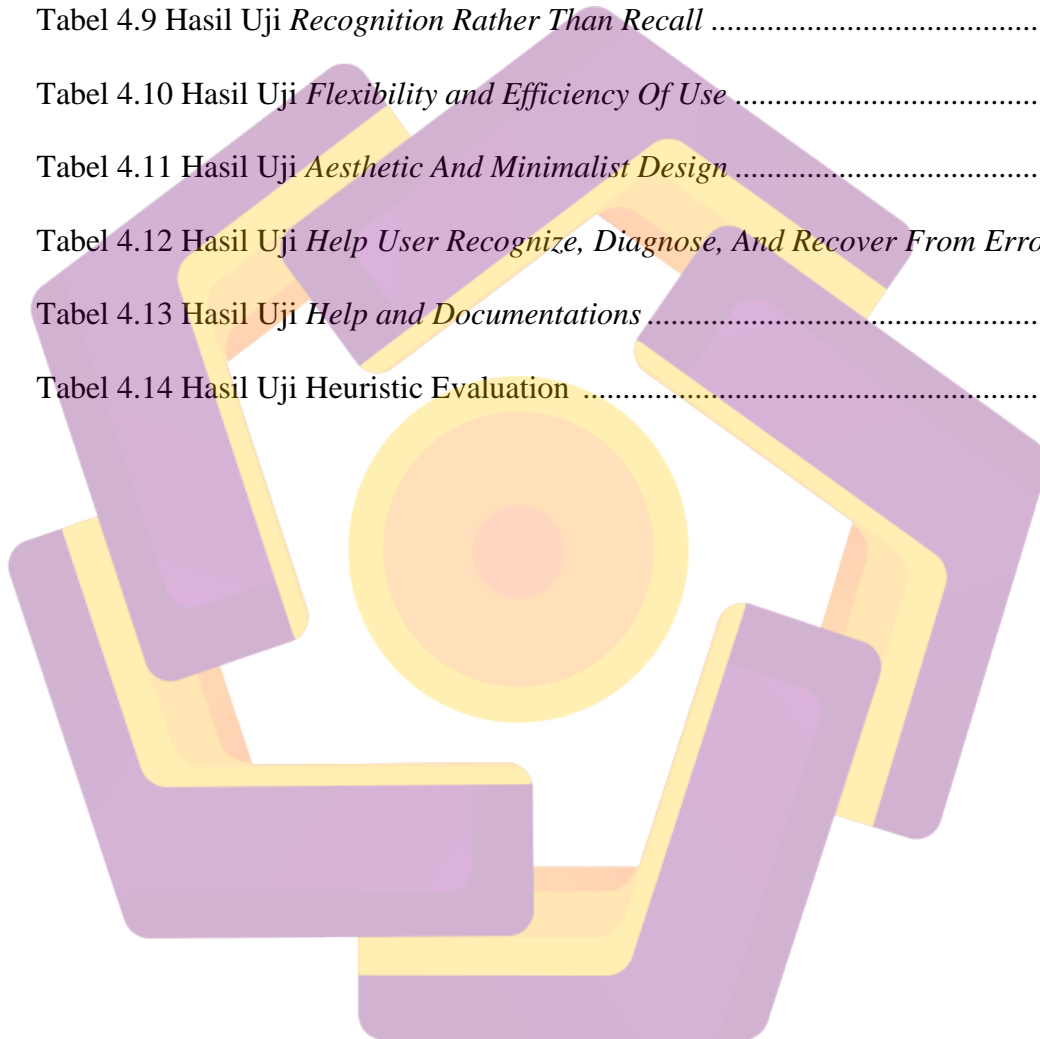 Tabel 4.9 Hasil Uji Recognition Rather Than Recall ........................................
Tabel 4.10 Hasil Uji Flexibility and Efficiency Of Use .....................................
Tabel 4.11 Hasil Uji Aesthetic And Minimalist Design .....................................
Tabel 4.12 Hasil Uji Help User Recognize, Diagnose, And Recover From Erro
Tabel 4.13 Hasil Uji Help and Documentations ...............................................
Tabel 4.14 Hasil Uji Heuristic Evaluation .......................................................